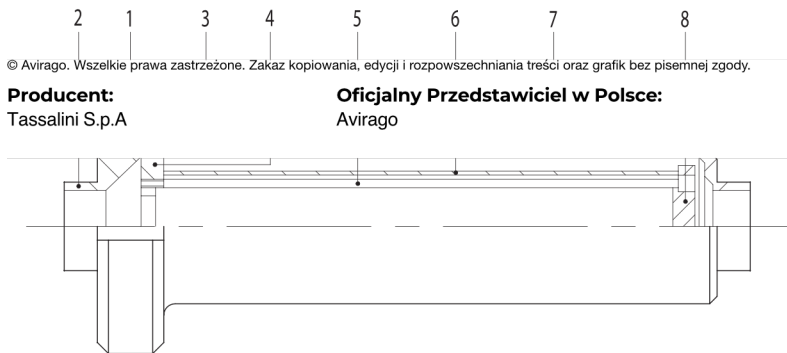 2 1 3 4 5 6 7 8
© Avirago. Wszelkie prawa zastrzeżone. Zakaz kopiowania, edycji i rozpowszechniania treści oraz grafik bez pisemnej zgody.
Producent: Oficjalny Przedstawiciel w Polsce:
Tassalini S.p.A Avirago